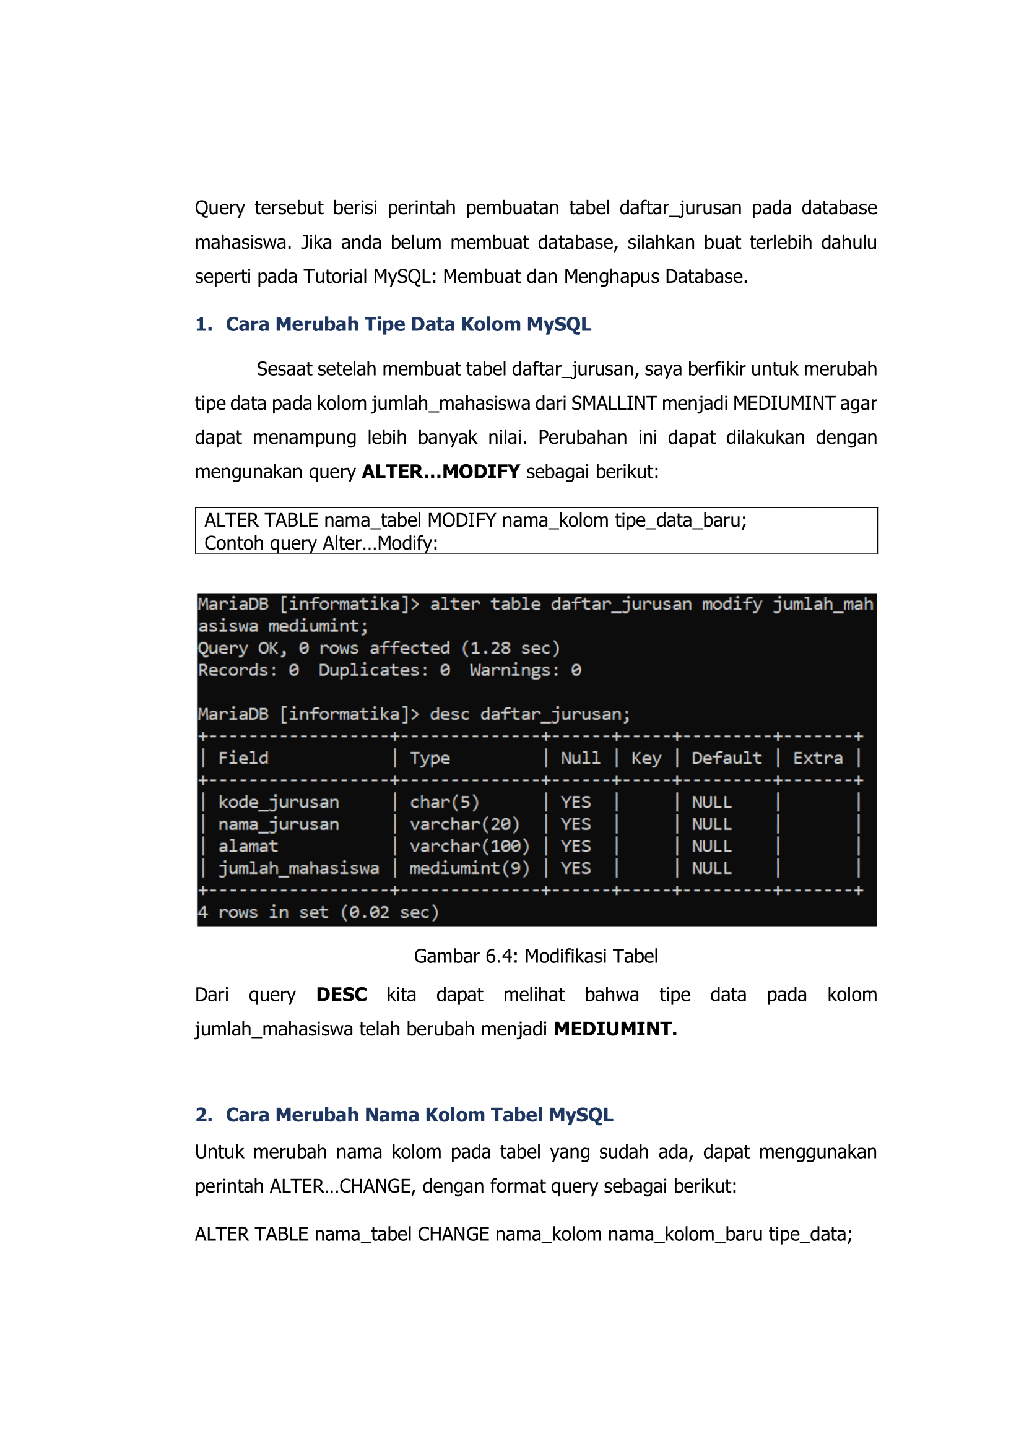 Query tersebut berisi perintah pembuatan tabel daftar_jurusan pada database
mahasiswa. Jika anda belum membuat database, silahkan buat terlebih dahulu
seperti pada Tutorial MySQL: Membuat dan Menghapus Database.
1. Cara Merubah Tipe Data Kolom MySQL
Sesaat setelah membuat tabel daftar_jurusan, saya berfikir untuk merubah
tipe data pada kolom jumlah_mahasiswa dari SMALLINT menjadi MEDIUMINT agar
dapat menampung lebih banyak nilai. Perubahan ini dapat dilakukan dengan
mengunakan query ALTER…MODIFY sebagai berikut:
ALTER TABLE nama_tabel MODIFY nama_kolom tipe_data_baru;
Contoh query Alter…Modify:
MariaDB [informatika]> alter table daftar_jurusan modify jumlah_mah
asiswa mediumint;
Query OK, 0 rows affected (1.28 sec)
Records: 0  Duplicates: 0  Warnings: 0
MariaDB [informatika]> desc daftar_jurusan;
+------------------+--------------+------+-----+---------+-------+
| Field            | Type         | Null | Key | Default | Extra |
+------------------+--------------+------+-----+---------+-------+
| kode_jurusan     | char(5)      | YES  |     | NULL    |       |
| nama_jurusan     | varchar(20)  | YES  |     | NULL    |       |
| alamat           | varchar(100) | YES  |     | NULL    |       |
| jumlah_mahasiswa | mediumint(9) | YES  |     | NULL    |       |
+------------------+--------------+------+-----+---------+-------+
4 rows in set (0.02 sec)
Gambar 6.4: Modifikasi Tabel
Dari query DESC kita dapat melihat bahwa tipe data pada kolom
jumlah_mahasiswa telah berubah menjadi MEDIUMINT.
2. Cara Merubah Nama Kolom Tabel MySQL
Untuk merubah nama kolom pada tabel yang sudah ada, dapat menggunakan
perintah ALTER…CHANGE, dengan format query sebagai berikut:
ALTER TABLE nama_tabel CHANGE nama_kolom nama_kolom_baru tipe_data;